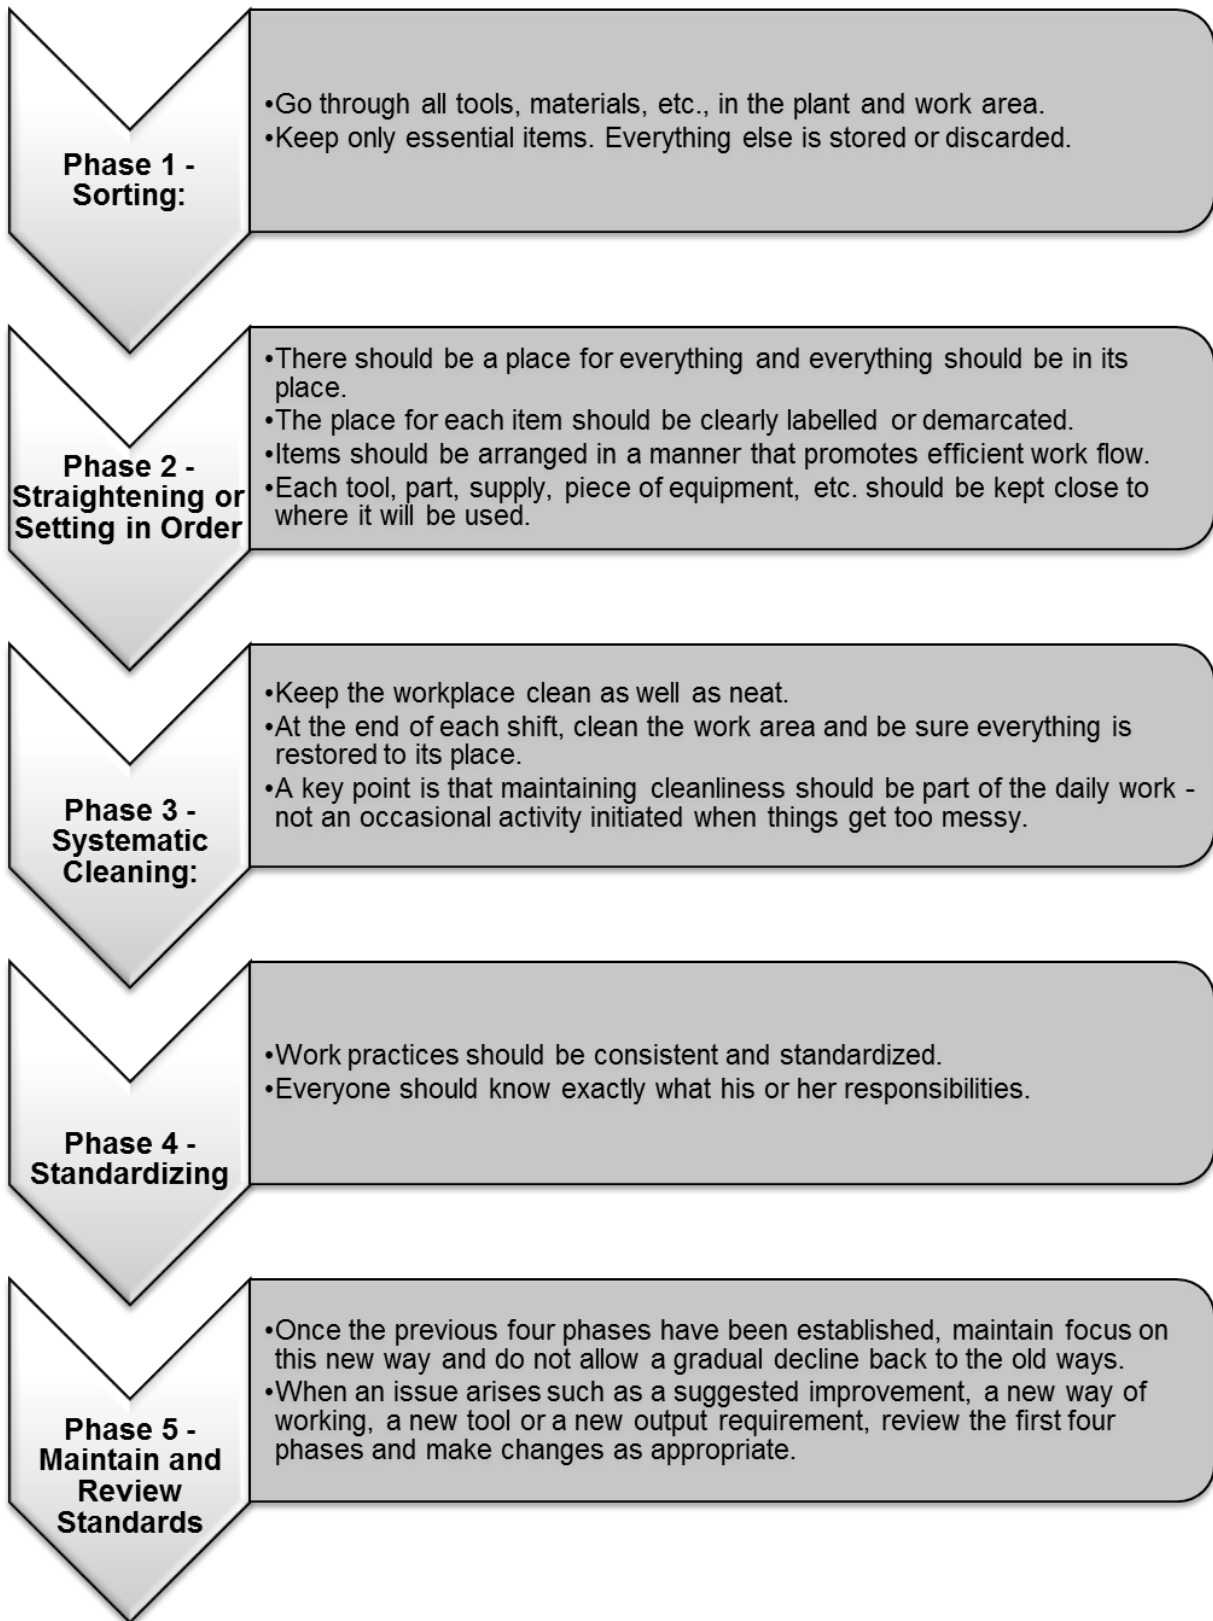 Phase 1 -
Sorting:
•Go through all tools, materials, etc., in the plant and work area.
•Keep only essential items. Everything else is stored or discarded.
Phase 2 -
Straightening or
Setting in Order
•There should be a place for everything and everything should be in its
place.
•The place for each item should be clearly labelled or demarcated.
•Items should be arranged in a manner that promotes efficient work flow.
•Each tool, part, supply, piece of equipment, etc. should be kept close to
where it will be used.
Phase 3 -
Systematic
Cleaning:
•Keep the workplace clean as well as neat.
•At the end of each shift, clean the work area and be sure everything is
restored to its place.
•A key point is that maintaining cleanliness should be part of the daily work -
not an occasional activity initiated when things get too messy.
Phase 4 -
Standardizing
•Work practices should be consistent and standardized.
•Everyone should know exactly what his or her responsibilities.
Phase 5 -
Maintain and
Review
Standards
•Once the previous four phases have been established, maintain focus on
this new way and do not allow a gradual decline back to the old ways.
•When an issue arises such as a suggested improvement, a new way of
working, a new tool or a new output requirement, review the first four
phases and make changes as appropriate.